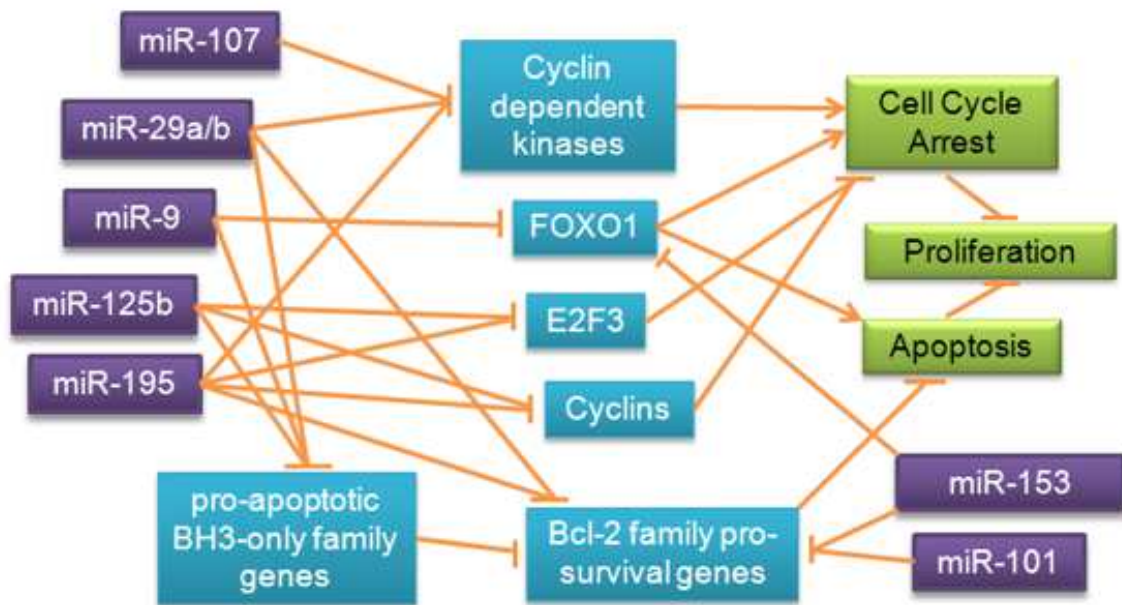 miR-107
miR-29a/b
miR-9
miR-125b
miR-195
Cyclin
dependent
kinases
FOXO1
E2F3
Cyclins
pro-apoptotic
BH3-only family
genes
Bcl-2 family pro-
survival genes
Cell Cycle
Arrest
Proliferation
Apoptosis
miR-153
miR-101